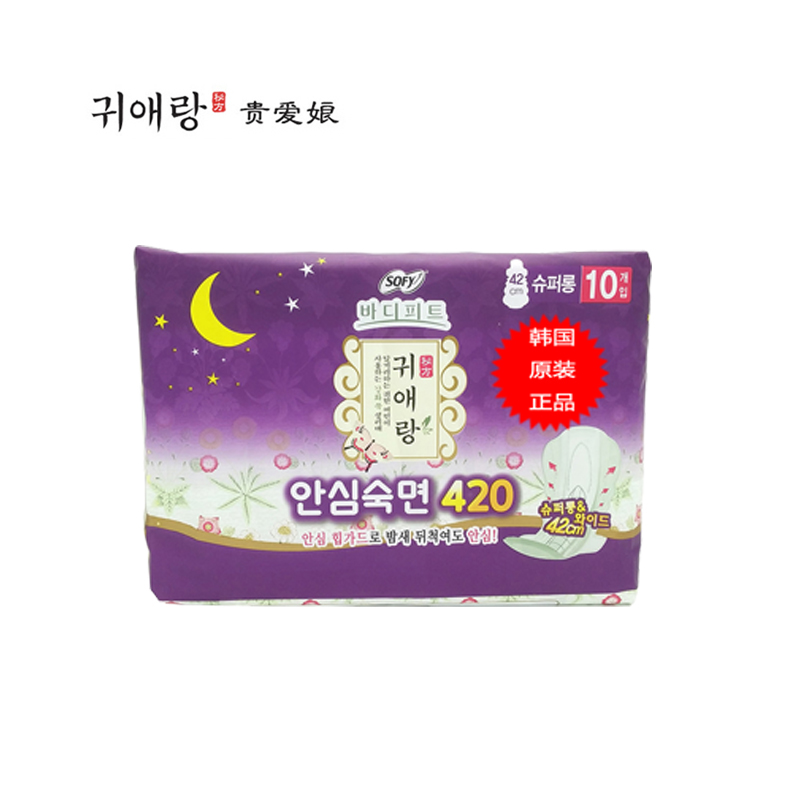 귀애랑 秘方 贵爱娘
SOFY
바디피트
42 cm 슈퍼롱 10개입
秘方
귀애랑
韩国
原装
正品
안심숙면 420
슈퍼롱&
와이드
42cm
안심 힙가드로 밤새 뒤척여도 안심!